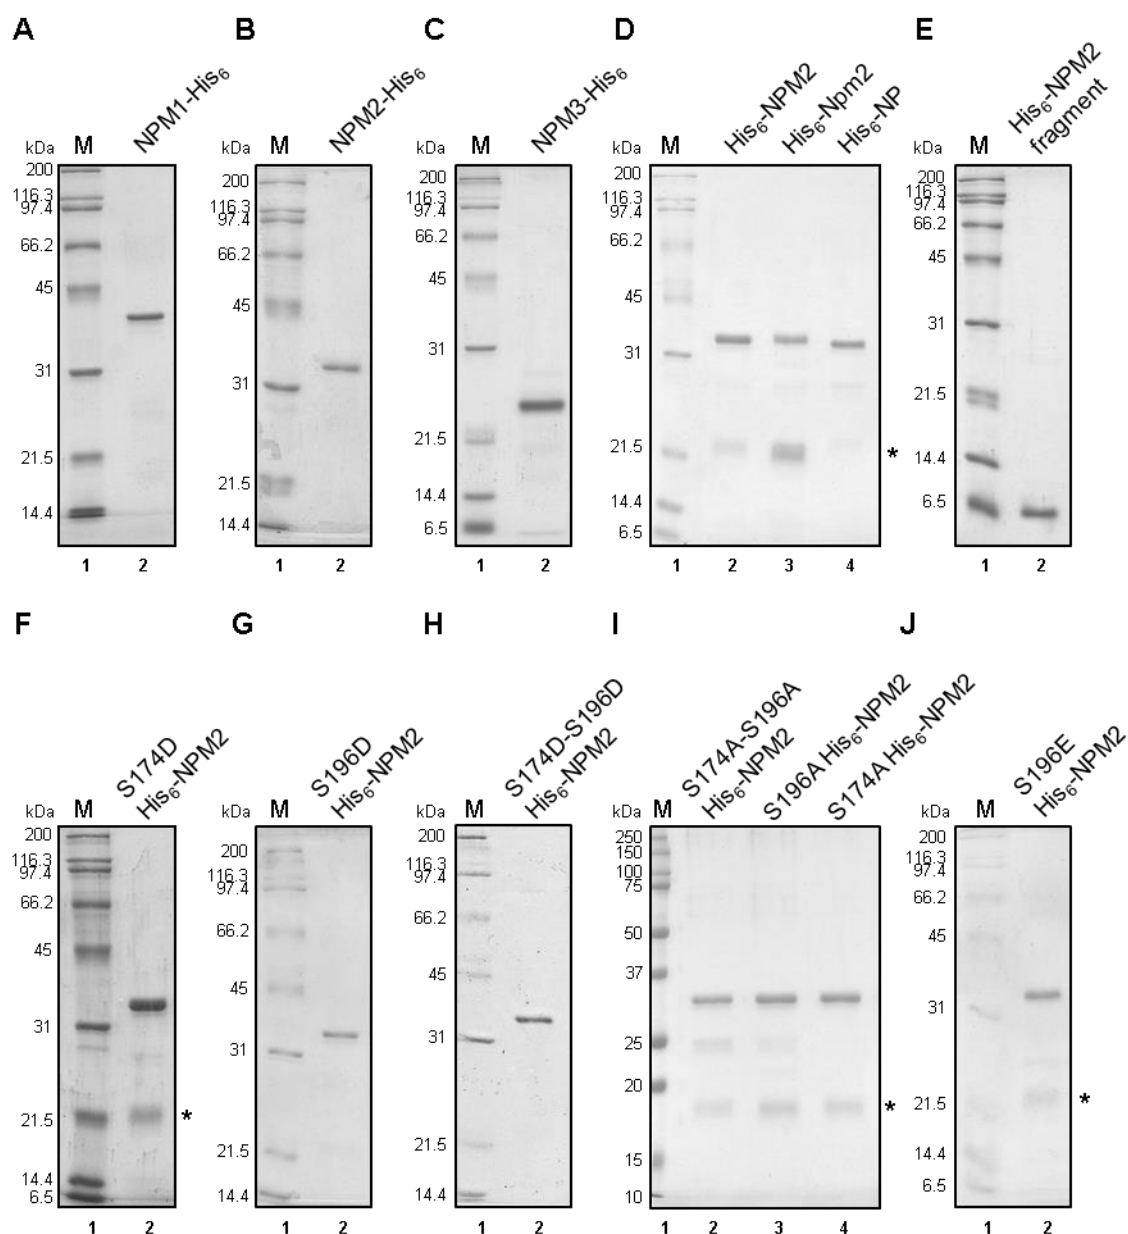 A
B
C
D
E
NPM1-His6
NPM2-His6
NPM3-His6
His6-NPM2
His6-Npm2
His6-NP
His6-NPM2
fragment
kDa M
200
116.3
97.4
66.2
45
31
21.5
14.4
1 2
kDa M
200
116.3
97.4
66.2
45
31
21.5
14.4
1 2
kDa M
200
116.3
97.4
66.2
45
31
21.5
14.4
6.5
1 2
kDa M
200
116.3
97.4
66.2
45
31
21.5
14.4
6.5
*
1 2 3 4
kDa M
200
116.3
97.4
66.2
45
31
21.5
14.4
6.5
1 2
F
G
H
I
J
S174D
His6-NPM2
S196D
His6-NPM2
S174D-S196D
His6-NPM2
S174A-S196A
His6-NPM2
S196A His6-NPM2
S174A His6-NPM2
S196E
His6-NPM2
kDa M
200
116.3
97.4
66.2
45
31
21.5
14.4
6.5
*
1 2
kDa M
200
116.3
97.4
66.2
45
31
21.5
14.4
1 2
kDa M
200
116.3
97.4
66.2
45
31
21.5
14.4
1 2
kDa M
250
150
100
75
50
37
25
20
15
10
*
1 2 3 4
kDa M
200
116.3
97.4
66.2
45
31
21.5
14.4
6.5
*
1 2